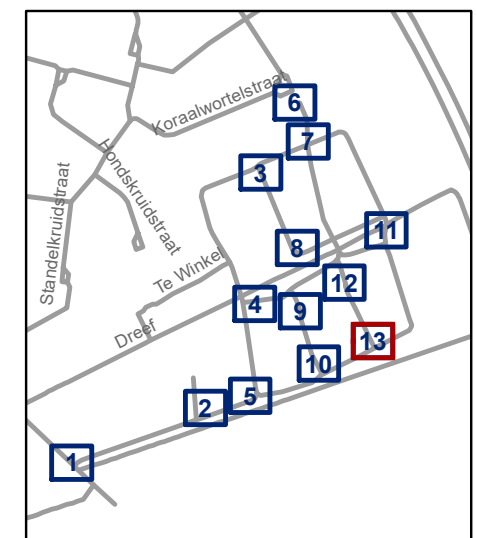 Koraalwortelstraat
6
7
Hondskruidstraat
3
Standelkruidstraat
11
8
Te Winkel
12
4
9
Dreef
13
10
5
2
1